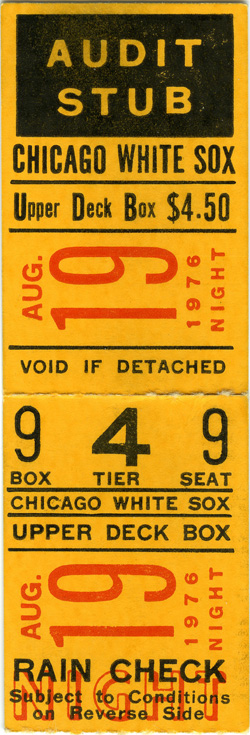 AUDIT
STUB
CHICAGO WHITE SOX
UPPER DECK BOX $4.50
AUG. 19 1976 NIGHT
VOID IF DETACHED
9 4 9
BOX TIER SEAT
CHICAGO WHITE SOX
UPPER DECK BOX
AUG. 19 1976 NIGHT
NIGHT
RAIN CHECK
Subject to Conditions
on Reverse Side